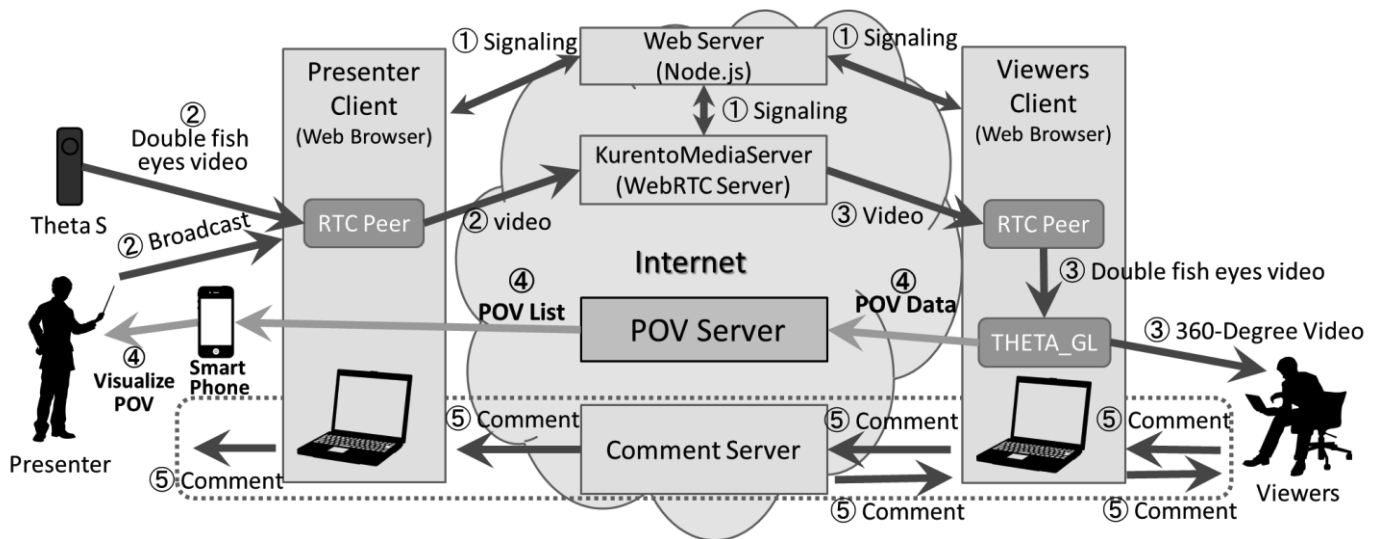 ① Signaling
Web Server
(Node.js)
① Signaling
Presenter
Client
(Web Browser)
Viewers
Client
(Web Browser)
②
Double fish
eyes video
① Signaling
KurentoMediaServer
(WebRTC Server)
Theta S
RTC Peer
② video
③ Video
RTC Peer
② Broadcast
Internet
③ Double fish eyes video
④
POV List
④
POV Data
POV Server
THETA_GL
③ 360-Degree Video
④
Visualize
POV
Smart
Phone
⑤ Comment
Comment Server
⑤ Comment
⑤ Comment
Presenter
⑤ Comment
⑤ Comment
⑤ Comment
Viewers